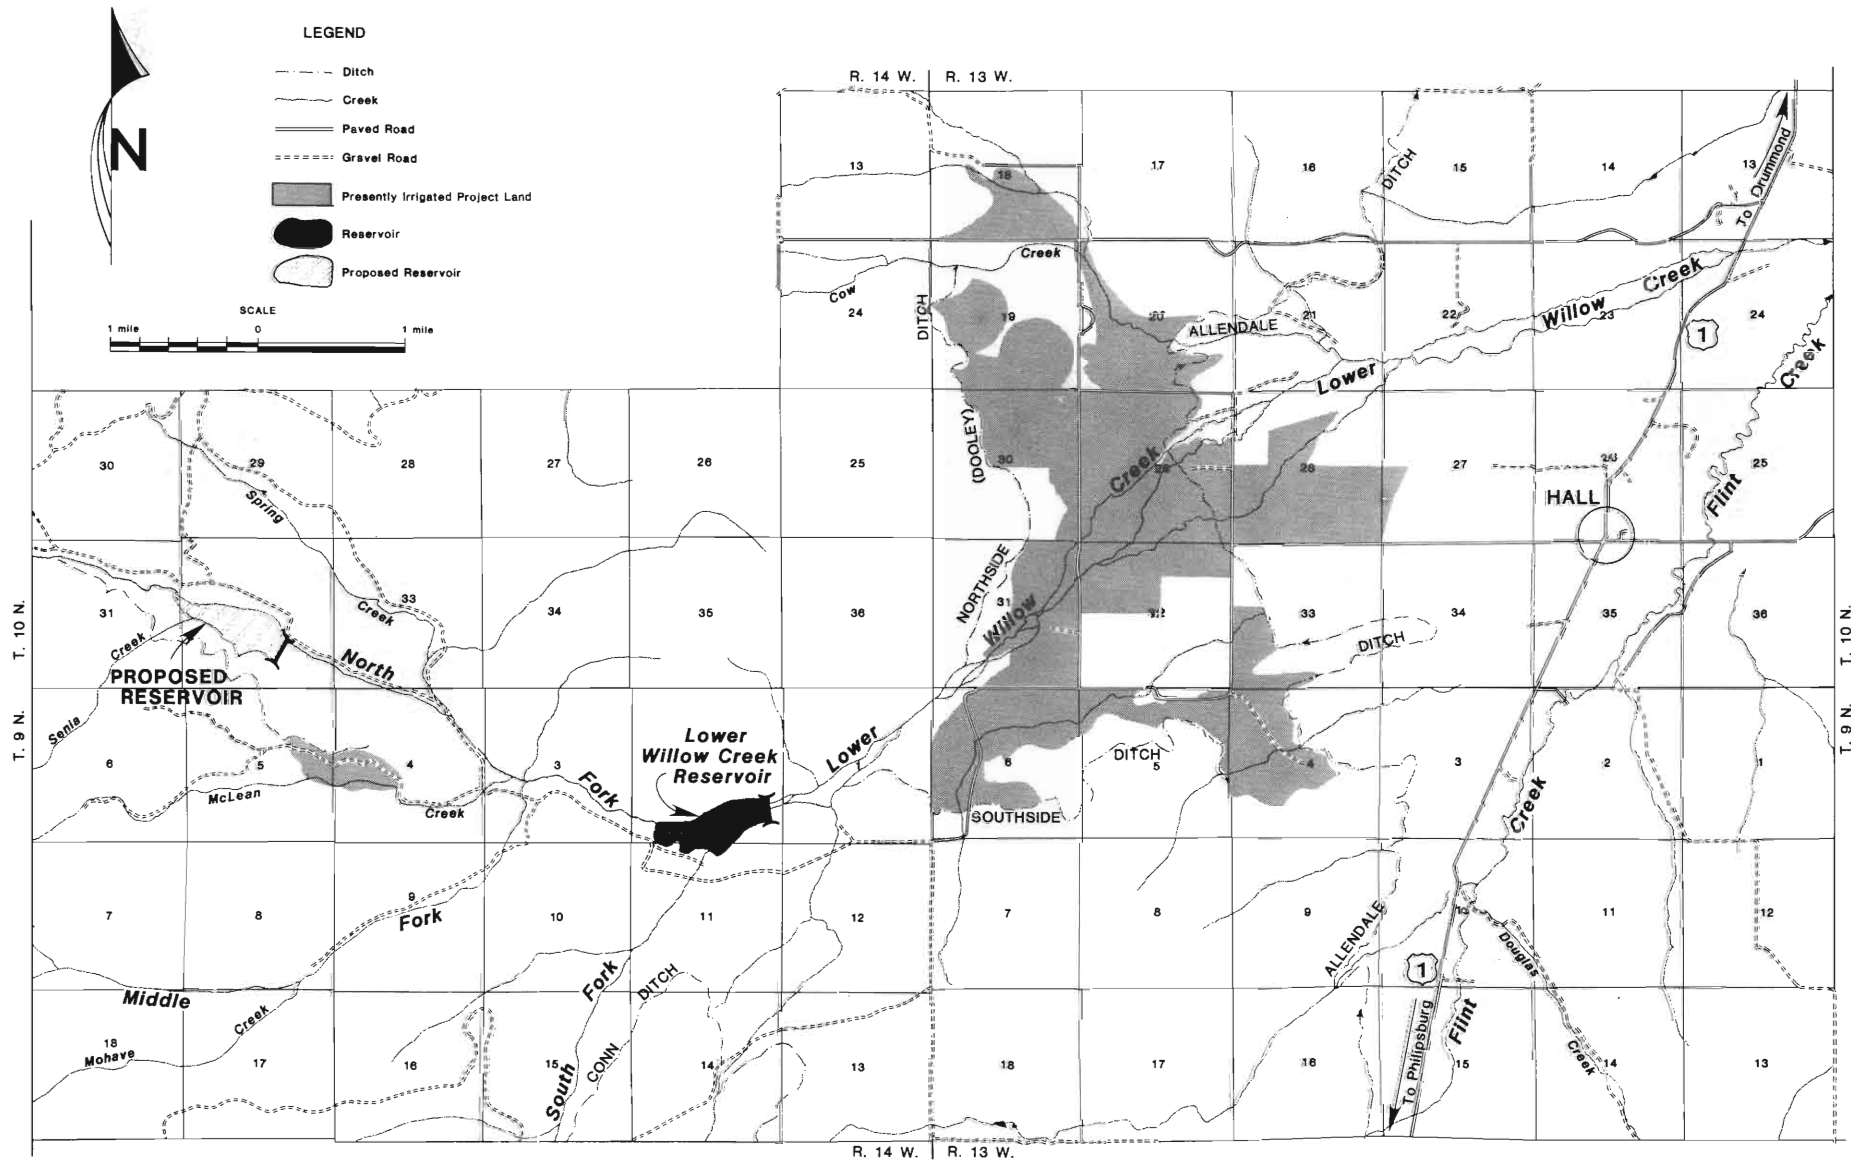 LEGEND
Ditch
Creek
Paved Road
Gravel Road
Presently Irrigated Project Land
Reservoir
Proposed Reservoir
N
SCALE
1 mile 0 1 mile
R. 14 W. R. 13 W.
13 18 17 16 15 14 13
DITCH
To Drummond
Creek
Cow
24 19 20 21 22 23 24
DITCH
ALLENDALE
Willow Creek
Lower
1
Creek
30 29 28 27 26 25 30 29 28 27 26 25
(DOOLEY)
Creek
Spring
HALL
Flint
NORTHSIDE
31 33 34 35 36 31 32 33 34 35 36
Creek
Creek
Willow
DITCH
North
T. 10 N.
T. 10 N.
PROPOSED
RESERVOIR
T. 9 N.
T. 9 N.
Senia
Lower
Willow Creek
Reservoir
Lower
6 5 4 3 1 6 5 4 3 2 1
DITCH
McLean
Creek
Fork
SOUTHSIDE
Creek
7 8 9 10 11 12 7 8 9 10 11 12
Fork
ALLENDALE
Douglas
1
Fork
DITCH
Middle
Creek
Flint
To Philipsburg
Creek
18
Mohave
17 16 15 14 13 18 17 16 15 14 13
South
CONN
R. 14 W. R. 13 W.